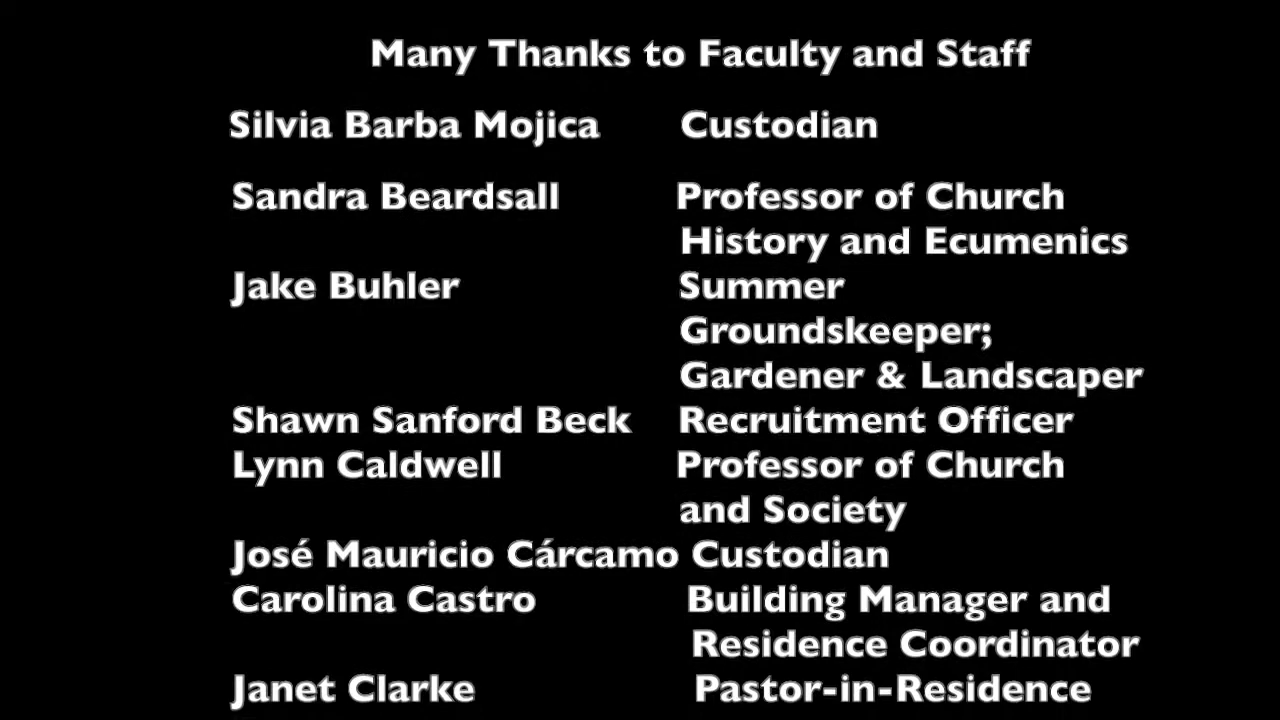 Many Thanks to Faculty and Staff
Silvia Barba Mojica Custodian
Sandra Beardsall Professor of Church
History and Ecumenics
Jake Buhler Summer
Groundskeeper;
Gardener & Landscaper
Shawn Sanford Beck Recruitment Officer
Lynn Caldwell Professor of Church
and Society
José Mauricio Cárcamo Custodian
Carolina Castro Building Manager and
Residence Coordinator
Janet Clarke Pastor-in-Residence